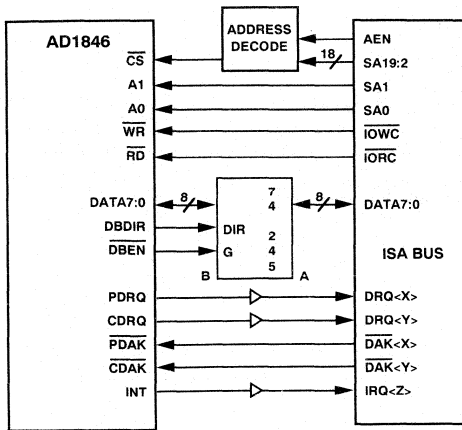 AD1846
ADDRESS
DECODE
ISA BUS
CS
A1
A0
WR
RD
DATA7:0
DBDIR
DBEN
PDRQ
CDRQ
PDAK
CDAK
INT
18
8
8
7
4
2
4
5
DIR
G
B
A
AEN
SA19:2
SA1
SA0
IOWC
IORC
DATA7:0
DRQ<X>
DRQ<Y>
DAK<X>
DAK<Y>
IRQ<Z>